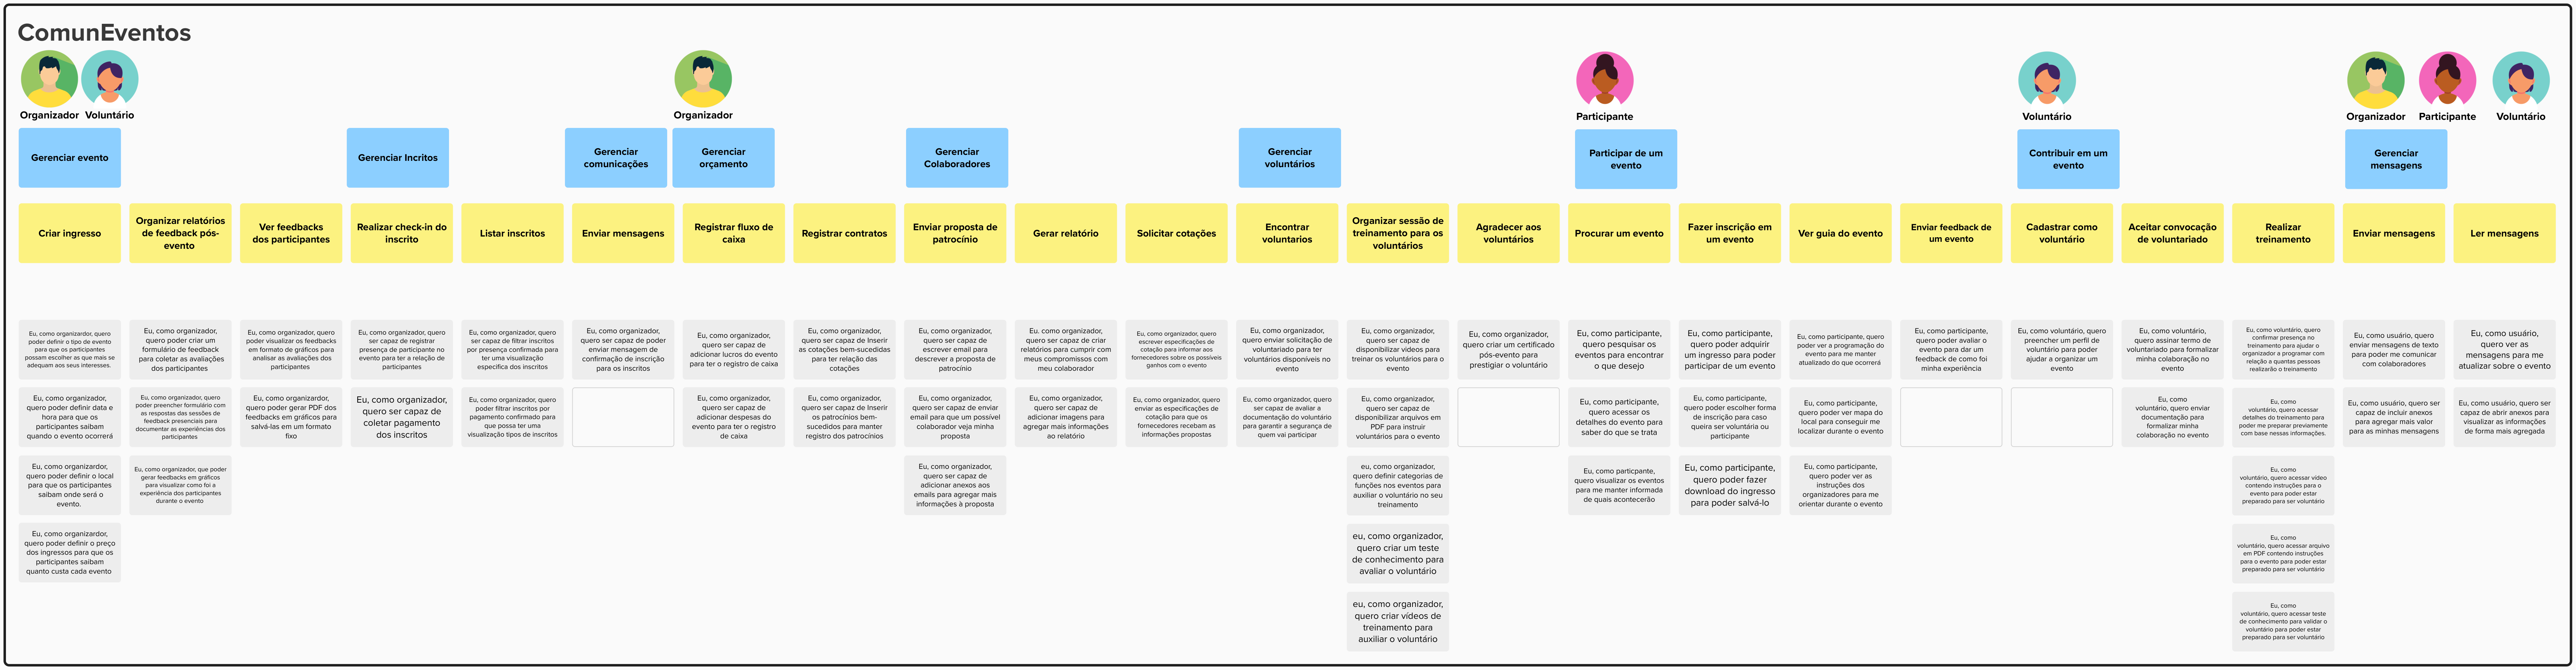 ComunEventos
Organizador Voluntário
Organizador
Participante
Voluntário
Organizador Participante Voluntário
Gerenciar evento
Gerenciar Incritos
Gerenciar
comunicações
Gerenciar
orçamento
Gerenciar
Colaboradores
Gerenciar
voluntários
Participar de um
evento
Contribuir em um
evento
Gerenciar
mensagens
Criar ingresso
Organizar relatórios
de feedback pós-
evento
Ver feedbacks
dos participantes
Realizar check-in do
inscrito
Listar inscritos
Enviar mensagens
Registrar fluxo de
caixa
Registrar contratos
Enviar proposta de
patrocínio
Gerar relatório
Solicitar cotações
Encontrar
voluntarios
Organizar sessão de
treinamento para os
voluntários
Agradecer aos
voluntários
Procurar um evento
Fazer inscrição em
um evento
Ver guia do evento
Enviar feedback de
um evento
Cadastrar como
voluntário
Aceitar convocação
de voluntariado
Realizar
treinamento
Enviar mensagens
Ler mensagens
Eu, como organizardor, quero
poder definir o tipo de evento
para que os participantes
possam escolher as que mais se
adequam aos seus interesses.
Eu, como organizador,
quero poder criar um
formulário de feedback
para coletar as avaliações
dos participantes
Eu, como organizador, quero
poder visualizar os feedbacks
em formato de gráficos para
analisar as avaliações dos
participantes
Eu, como organizador, quero
ser capaz de registrar
presença de participante no
evento para ter a relação de
participantes
Eu, como organizador, quero
ser capaz de filtrar inscritos
por presença confirmada para
ter uma visualização
especifica dos inscritos
Eu, como organizador,
quero ser capaz de poder
enviar mensagem de
confirmação de inscrição
para os inscritos
Eu, como organizador,
quero ser capaz de
adicionar lucros do evento
para ter o registro de caixa
Eu, como organizador,
quero ser capaz de Inserir
as cotações bem-sucedidas
para ter relação das
cotações
Eu, como organizador,
quero ser capaz de
escrever email para
descrever a proposta de
patrocínio
Eu, como organizador,
quero ser capaz de criar
relatórios para cumprir com
meus compromissos com
meu colaborador
Eu, como organizador, quero
escrever especificações de
cotação para informar aos
fornecedores sobre os possíveis
ganhos com o evento
Eu, como organizador,
quero enviar solicitação de
voluntariado para ter
voluntários disponíveis no
evento
Eu, como organizador,
quero ser capaz de
disponibilizar videos para
treinar os voluntários para o
evento
Eu, como organizador,
quero criar um certificado
pós-evento para
prestigiar o voluntário
Eu, como participante,
quero pesquisar os
eventos para encontrar
o que desejo
Eu, como participante,
quero poder adquirir
um ingresso para poder
participar de um evento
Eu, como participante, quero
poder ver a programação do
evento para me manter
atualizado do que ocorrerá
Eu, como participante,
quero poder avaliar o
evento para dar um
feedback de como foi
minha experiência
Eu, como voluntário, quero
preencher um perfil de
voluntário para poder
ajudar a organizar um
evento
Eu, como voluntário,
quero assinar termo de
voluntariado para formalizar
minha colaboração no
evento
Eu, como voluntário, quero
confirmar presença no
treinamento para ajudar o
organizador a programar com
relação a quantas pessoas
realizarão o treinamento
Eu, como usuário, quero
enviar mensagens de texto
para poder me comunicar
com colaboradores
Eu, como usuário,
quero ver as
mensagens para me
atualizar sobre o evento
Eu, como organizador,
quero poder definir data e
hora para que os
participantes saibam
quando o evento ocorrerá
Eu, como organizador, quero
poder preencher formulário com
as respostas das sessões de
feedback presenciais para
documentar as experiências dos
participantes
Eu, como organizardor,
quero poder gerar PDF dos
feedbacks em gráficos para
salvá-las em um formato
fixo
Eu, como organizador,
quero ser capaz de
coletar pagamento
dos inscritos
Eu, como organizador, quero
poder filtrar inscritos por
pagamento confirmado para
que possa ter uma
visualização tipos de inscritos
Eu, como organizador,
quero ser capaz de
adicionar despesas do
evento para ter o registro
de caixa
Eu, como organizador,
quero ser capaz de Inserir
os patrocínios bem-
sucedidos para manter
registro dos patrocínios
Eu, como organizador,
quero ser capaz de enviar
email para que um possível
colaborador veja minha
proposta
Eu, como organizador,
quero ser capaz de
adicionar imagens para
agregar mais informações
ao relatório
Eu, como organizador, quero
enviar as especificações de
cotação para que os
fornecedores recebam as
informações propostas
Eu, como organizador, quero
ser capaz de avaliar a
documentação do voluntário
para garantir a segurança de
quem vai participar
Eu, como organizador,
quero ser capaz de
disponibilizar arquivos em
PDF para instruir
voluntários para o evento
Eu, como participante,
quero acessar os
detalhes do evento para
saber do que se trata
Eu, como participante,
quero poder escolher forma
de inscrição para caso
queira ser voluntária ou
participante
Eu, como participante,
quero poder ver mapa do
local para conseguir me
localizar durante o evento
Eu, como
voluntário, quero enviar
documentação para
formalizar minha
colaboração no evento
Eu, como
voluntário, quero acessar
detalhes do treinamento para
poder me preparar previamente
com base nessas informações.
Eu, como usuário, quero ser
capaz de incluir anexos
para agregar mais valor
para as minhas mensagens
Eu, como usuário, quero ser
capaz de abrir anexos para
visualizar as informações
de forma mais agregada
Eu, como organizardor,
quero poder definir o local
para que os participantes
saibam onde será o
evento.
Eu, como organizador, que poder
gerar feedbacks em gráficos
para visualizar como foi a
experiência dos participantes
durante o evento
Eu, como organizador,
quero ser capaz de
adicionar anexos aos
emails para agregar mais
informações à proposta
eu, como organizador,
quero definir categorias de
funções nos eventos para
auxiliar o voluntário no seu
treinamento
Eu, como particpante,
quero visualizar os eventos
para me manter informada
de quais acontecerão
Eu, como participante,
quero poder fazer
download do ingresso
para poder salvá-lo
Eu, como participante,
quero poder ver as
instruções dos
organizadores para me
orientar durante o evento
Eu, como
voluntário, quero acessar vídeo
contendo instruções para o
evento para poder estar
preparado para ser voluntário
Eu, como organizardor,
quero poder definir o preço
dos ingressos para que os
participantes saibam
quanto custa cada evento
eu, como organizador,
quero criar um teste
de conhecimento para
avaliar o voluntário
Eu, como
voluntário, quero acessar arquivo
em PDF contendo instruções
para o evento para poder estar
preparado para ser voluntário
eu, como organizador,
quero criar vídeos de
treinamento para
auxiliar o voluntário
Eu, como
voluntário, quero acessar teste
de conhecimento para validar o
voluntário para poder estar
preparado para ser voluntário